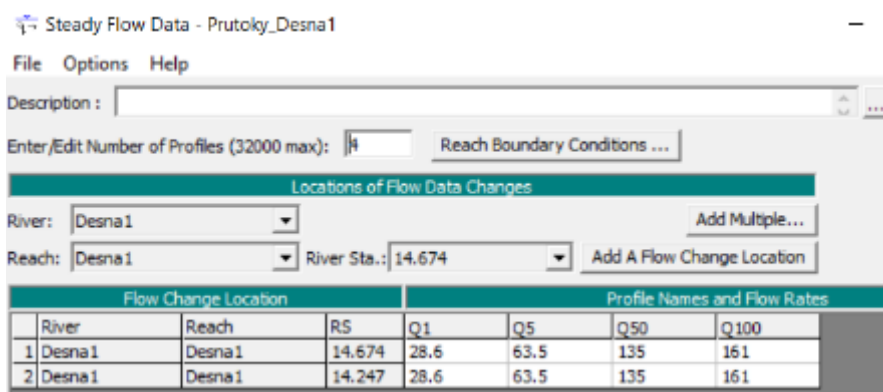 Steady Flow Data - Prutoky_Desna1
File Options Help
Description :
...
Enter/Edit Number of Profiles (32000 max): 4 Reach Boundary Conditions ...
Locations of Flow Data Changes
River: Desna1 Add Multiple...
Reach: Desna1 River Sta.: 14.674 Add A Flow Change Location
Flow Change Location Profile Names and Flow Rates
River Reach RS Q1 Q5 Q50 Q100
1 Desna1 Desna1 14.674 28.6 63.5 135 161
2 Desna1 Desna1 14.247 28.6 63.5 135 161